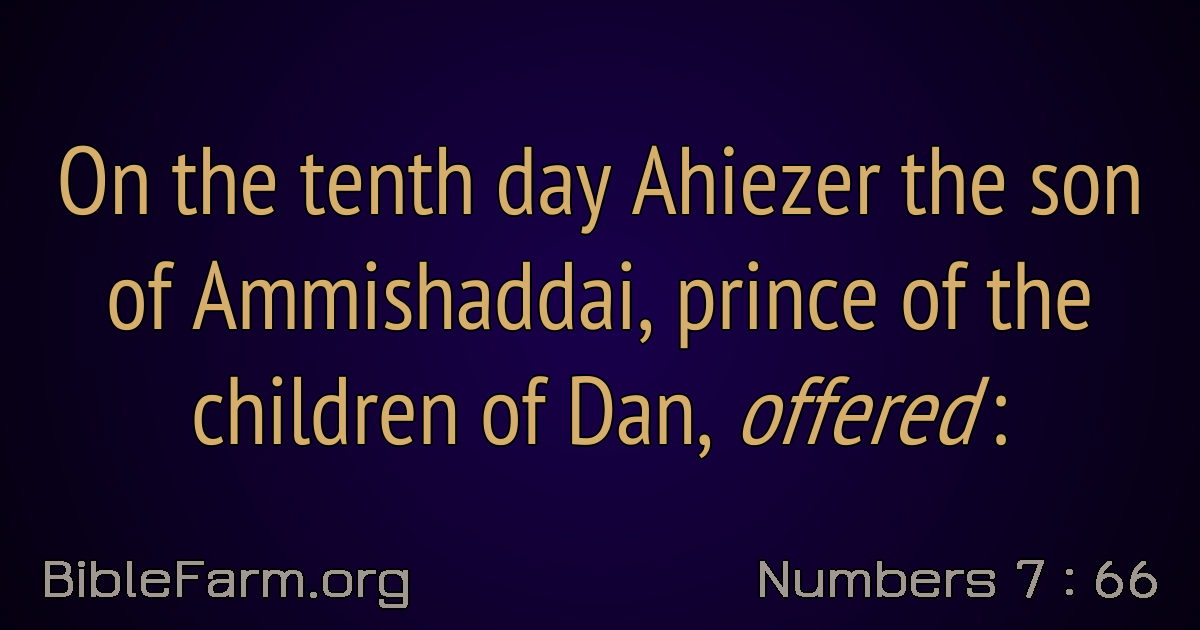 On the tenth day Ahiezer the son
of Ammishaddai, prince of the
children of Dan, offered :
BibleFarm.org
Numbers 7 : 66